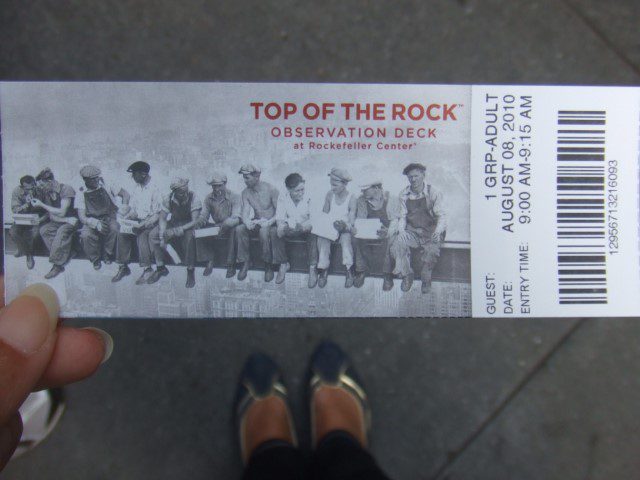 TOP OF THE ROCK™
OBSERVATION DECK
at Rockefeller Center®
GUEST: 1 GRP-ADULT
DATE: AUGUST 08, 2010
ENTRY TIME: 9:00 AM-9:15 AM
12956713216093